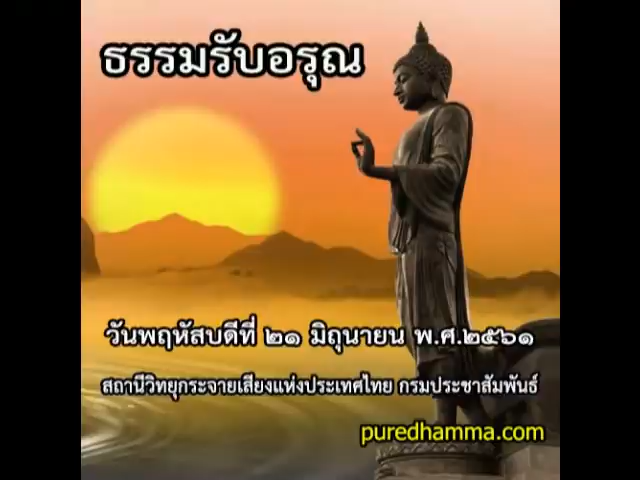 ธรรมรับอรุณ
วันพฤหัสบดีที่ ๒๑ มิถุนายน พ.ศ.๒๕๖๑
สถานีวิทยุกระจายเสียงแห่งประเทศไทย กรมประชาสัมพันธ์
puredhamma.com